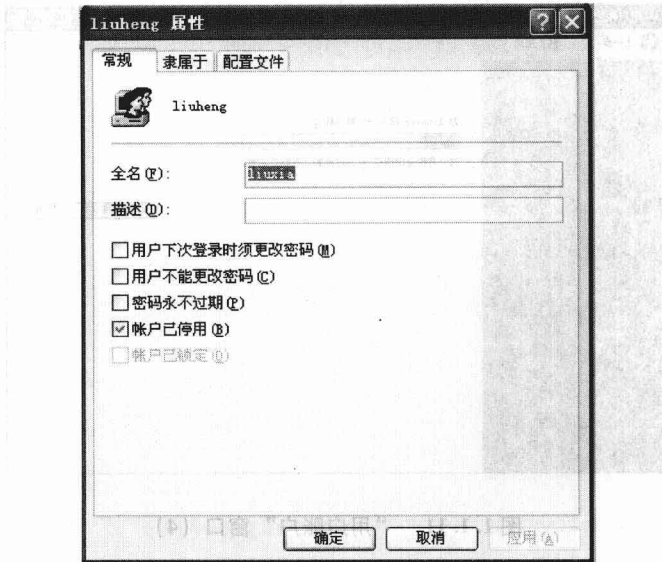 liuheng 属性
常规 隶属于 配置文件
liuheng
全名(F): liuxia
描述(D):
用户下次登录时须更改密码(M)
用户不能更改密码(C)
密码永不过期(P)
帐户已停用(B)
帐户已锁定(O)
确定 取消 应用(A)